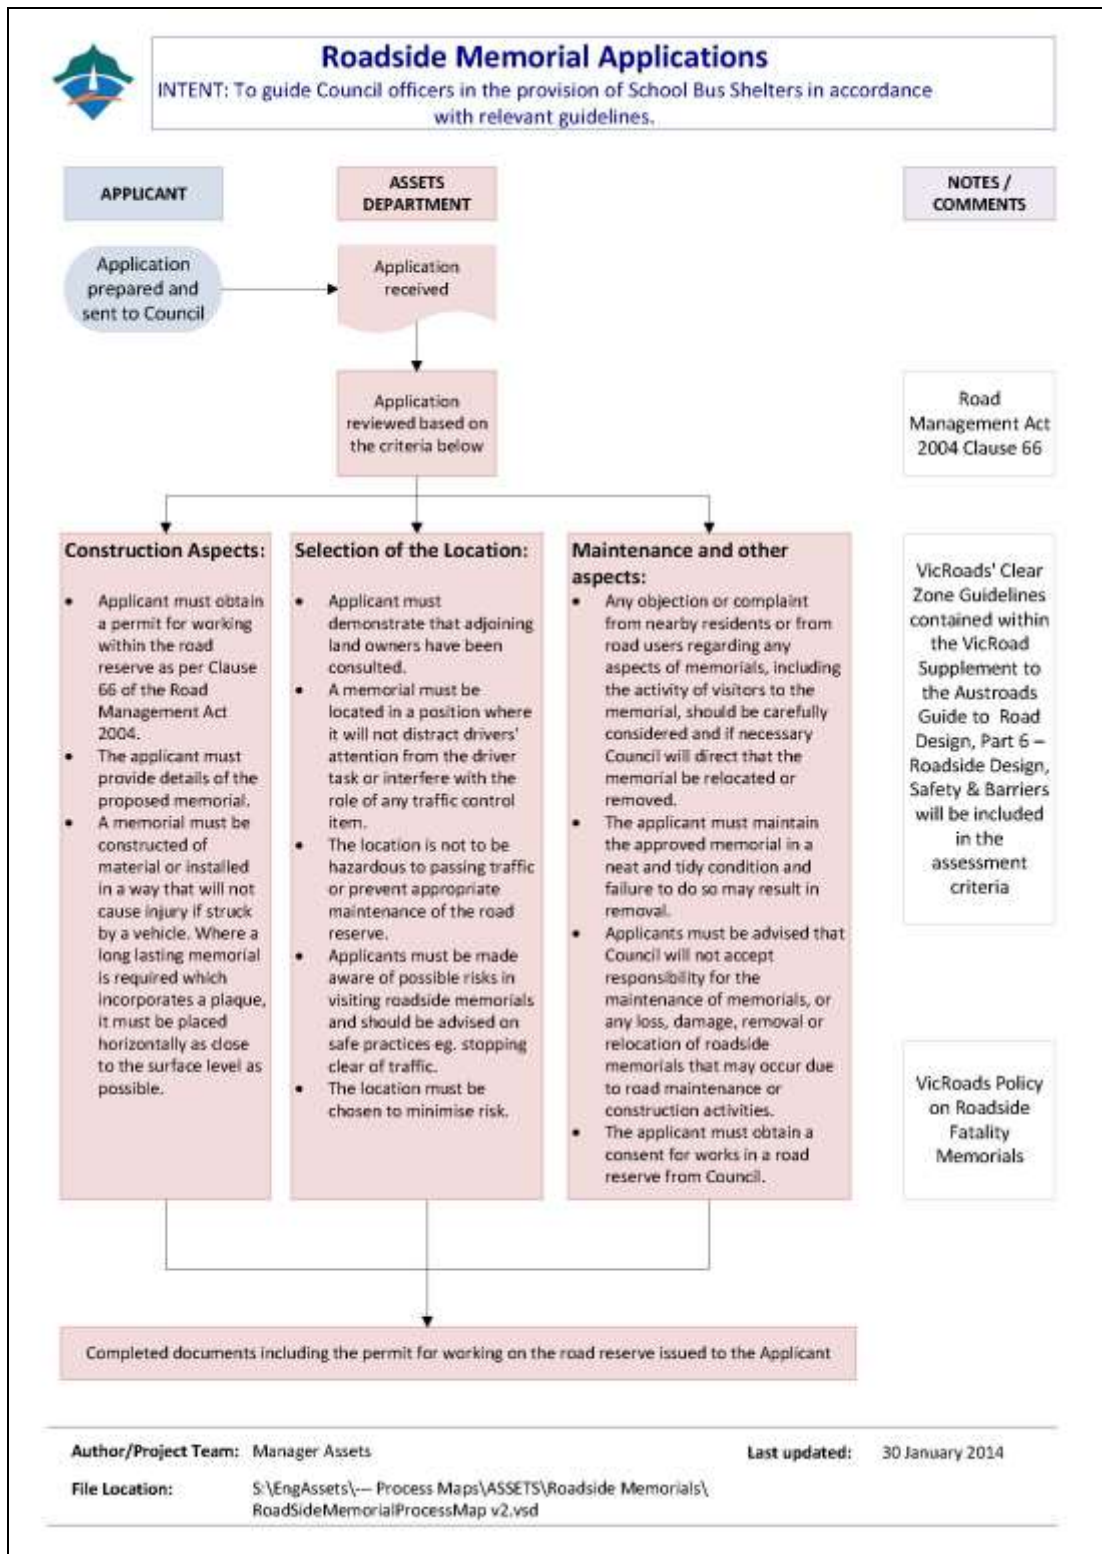 Roadside Memorial Applications
INTENT: To guide Council officers in the provision of School Bus Shelters in accordance
with relevant guidelines.
APPLICANT
ASSETS
DEPARTMENT
NOTES /
COMMENTS
Application
prepared and
sent to Council
Application
received
Application
reviewed based on
the criteria below
Road
Management Act
2004 Clause 66
Construction Aspects:
• Applicant must obtain
a permit for working
within the road
reserve as per Clause
66 of the Road
Management Act
2004.
• The applicant must
provide details of the
proposed memorial.
• A memorial must be
constructed of
material or installed
in a way that will not
cause injury if struck
by a vehicle. Where a
long lasting memorial
is required which
incorporates a plaque,
it must be placed
horizontally as close
to the surface level as
possible.
Selection of the Location:
• Applicant must
demonstrate that adjoining
land owners have been
consulted.
• A memorial must be
located in a position where
it will not distract drivers'
attention from the driver
task or interfere with the
role of any traffic control
item.
• The location is not to be
hazardous to passing traffic
or prevent appropriate
maintenance of the road
reserve.
• Applicants must be made
aware of possible risks in
visiting roadside memorials
and should be advised on
safe practices eg. stopping
clear of traffic.
• The location must be
chosen to minimise risk.
Maintenance and other
aspects:
• Any objection or complaint
from nearby residents or from
road users regarding any
aspects of memorials, including
the activity of visitors to the
memorial, should be carefully
considered and if necessary
Council will direct that the
memorial be relocated or
removed.
• The applicant must maintain
the approved memorial in a
neat and tidy condition and
failure to do so may result in
removal.
• Applicants must be advised that
Council will not accept
responsibility for the
maintenance of memorials, or
any loss, damage, removal or
relocation of roadside
memorials that may occur due
to road maintenance or
construction activities.
• The applicant must obtain a
consent for works in a road
reserve from Council.
VicRoads' Clear
Zone Guidelines
contained within
the VicRoad
Supplement to
the Austroads
Guide to Road
Design, Part 6 –
Roadside Design,
Safety & Barriers
will be included
in the
assessment
criteria
VicRoads Policy
on Roadside
Fatality
Memorials
Completed documents including the permit for working on the road reserve issued to the Applicant
Author/Project Team: Manager Assets
Last updated: 30 January 2014
File Location: S:\EngAssets\--- Process Maps\ASSETS\Roadside Memorials\
RoadSideMemorialProcessMap v2.vsd